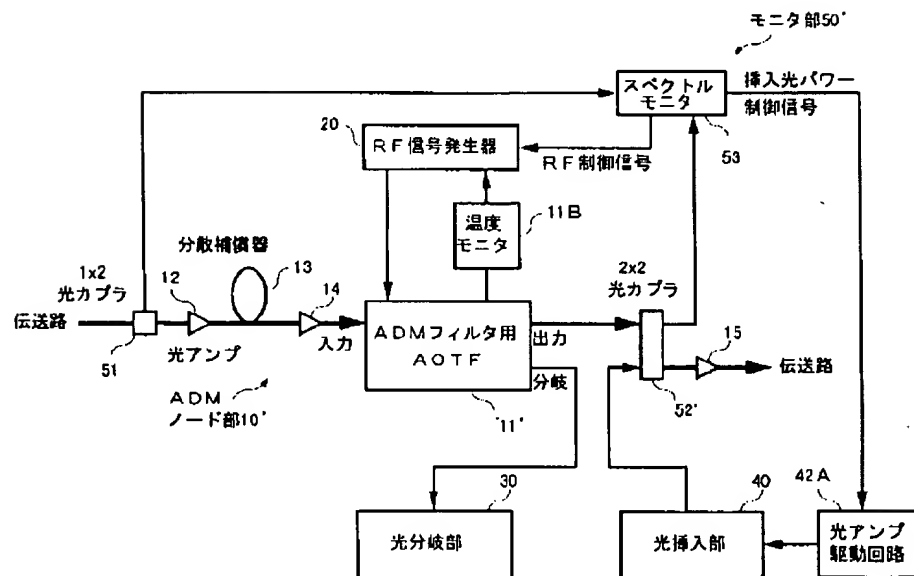 モニタ部50'
スペクトル
モニタ
挿入光パワー
制御信号
53
20
RF信号発生器
RF制御信号
温度
モニタ
11B
分散補償器
13
1x2
光カプラ
12
14
2x2
光カプラ
伝送路
51
光アンプ
入力
ADMフィルタ用
AOTF
出力
分岐
15
伝送路
52'
ADM
ノード部10'
11'
30
光分岐部
40
光挿入部
42A
光アンプ
駆動回路